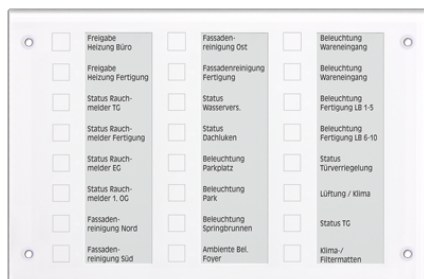 Freigabe
Heizung Büro
Freigabe
Heizung Fertigung
Status Rauch-
melder TG
Status Rauch-
melder Fertigung
Status Rauch-
melder EG
Status Rauch-
melder 1. OG
Fassaden-
reinigung Nord
Fassaden-
reinigung Süd
Fassaden-
reinigung Ost
Fassadenreinigung
Fertigung
Status
Wasservers.
Status
Dachluken
Beleuchtung
Parkplatz
Beleuchtung
Park
Beleuchtung
Springbrunnen
Ambiente Bel.
Foyer
Beleuchtung
Wareneingang
Beleuchtung
Wareneingang
Beleuchtung
Fertigung LB 1-5
Beleuchtung
Fertigung LB 6-10
Status
Türverriegelung
Lüftung / Klima
Status TG
Klima-/
Filtermatten